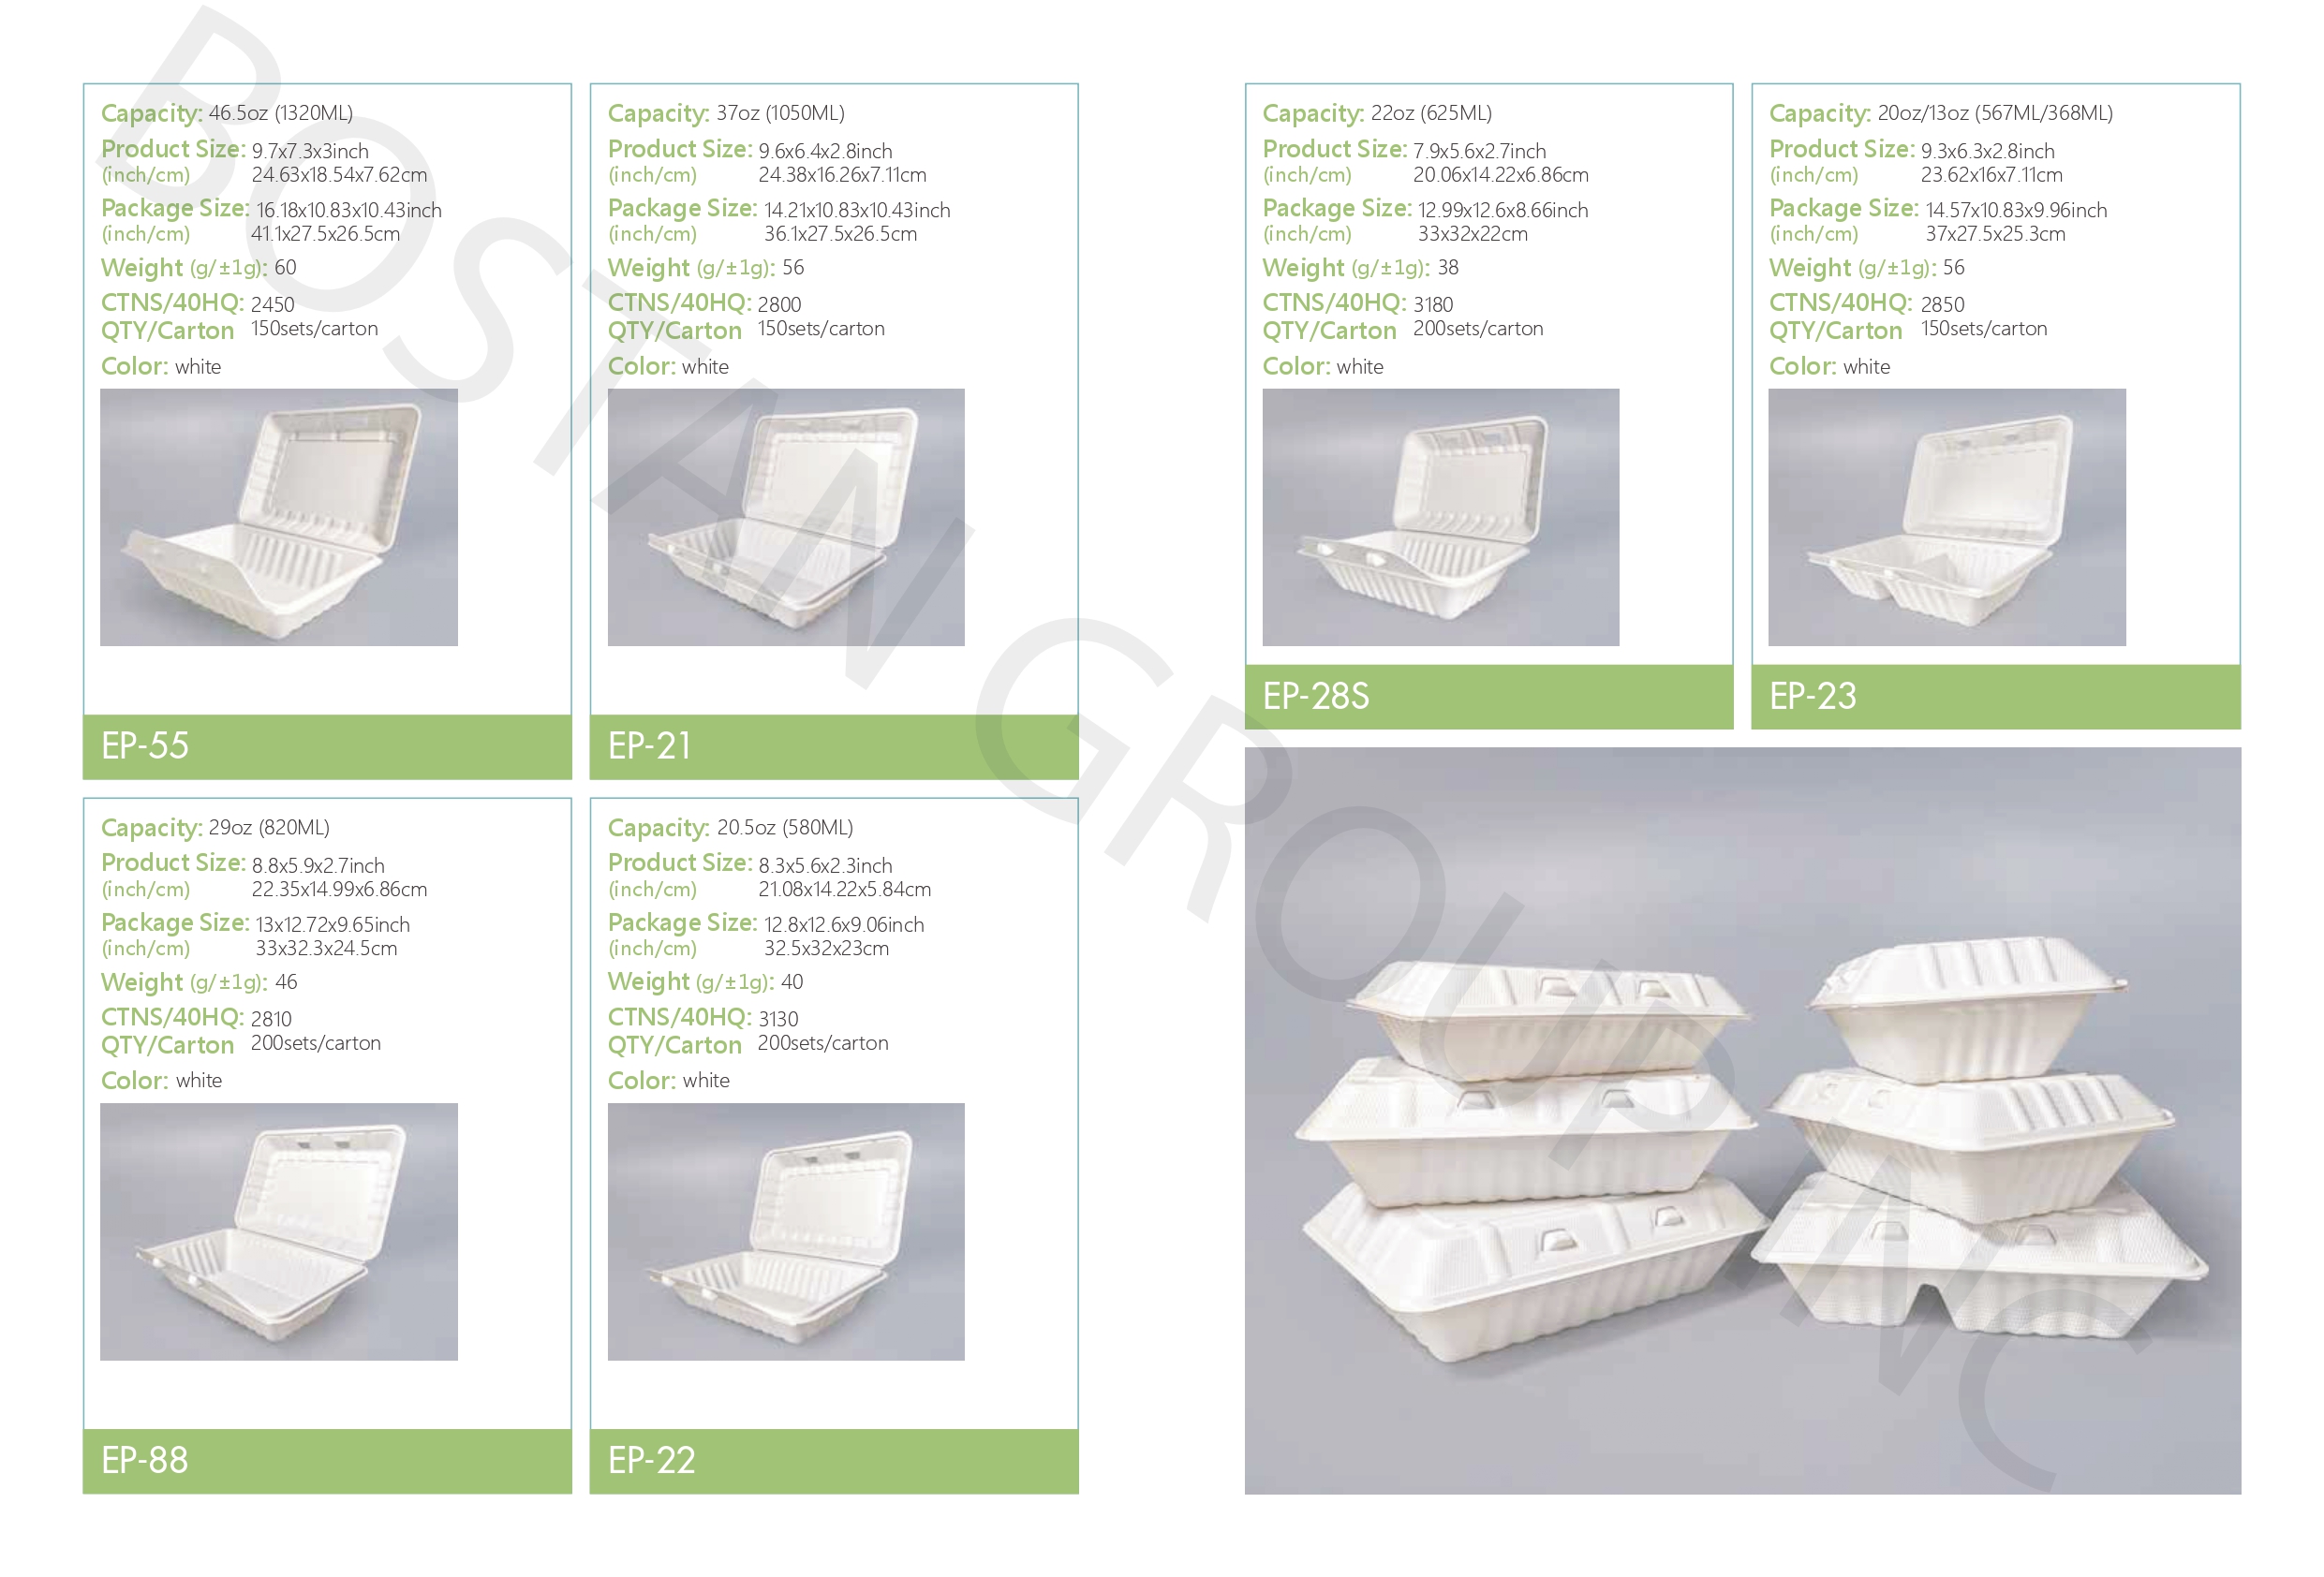 Capacity: 46.5oz (1320ML)
Product Size: 9.7x7.3x3inch
(inch/cm) 24.63x18.54x7.62cm
Package Size: 16.18x10.83x10.43inch
(inch/cm) 41.1x27.5x26.5cm
Weight (g/±1g): 60
CTNS/40HQ: 2450
QTY/Carton 150sets/carton
Color: white
EP-55
Capacity: 37oz (1050ML)
Product Size: 9.6x6.4x2.8inch
(inch/cm) 24.38x16.26x7.11cm
Package Size: 14.21x10.83x10.43inch
(inch/cm) 36.1x27.5x26.5cm
Weight (g/±1g): 56
CTNS/40HQ: 2800
QTY/Carton 150sets/carton
Color: white
EP-21
Capacity: 29oz (820ML)
Product Size: 8.8x5.9x2.7inch
(inch/cm) 22.35x14.99x6.86cm
Package Size: 13x12.72x9.65inch
(inch/cm) 33x32.3x24.5cm
Weight (g/±1g): 46
CTNS/40HQ: 2810
QTY/Carton 200sets/carton
Color: white
EP-88
Capacity: 20.5oz (580ML)
Product Size: 8.3x5.6x2.3inch
(inch/cm) 21.08x14.22x5.84cm
Package Size: 12.8x12.6x9.06inch
(inch/cm) 32.5x32x23cm
Weight (g/±1g): 40
CTNS/40HQ: 3130
QTY/Carton 200sets/carton
Color: white
EP-22
Capacity: 22oz (625ML)
Product Size: 7.9x5.6x2.7inch
(inch/cm) 20.06x14.22x6.86cm
Package Size: 12.99x12.6x8.66inch
(inch/cm) 33x32x22cm
Weight (g/±1g): 38
CTNS/40HQ: 3180
QTY/Carton 200sets/carton
Color: white
EP-28S
Capacity: 20oz/13oz (567ML/368ML)
Product Size: 9.3x6.3x2.8inch
(inch/cm) 23.62x16x7.11cm
Package Size: 14.57x10.83x9.96inch
(inch/cm) 37x27.5x25.3cm
Weight (g/±1g): 56
CTNS/40HQ: 2850
QTY/Carton 150sets/carton
Color: white
EP-23
BOSTAN GROUP INC